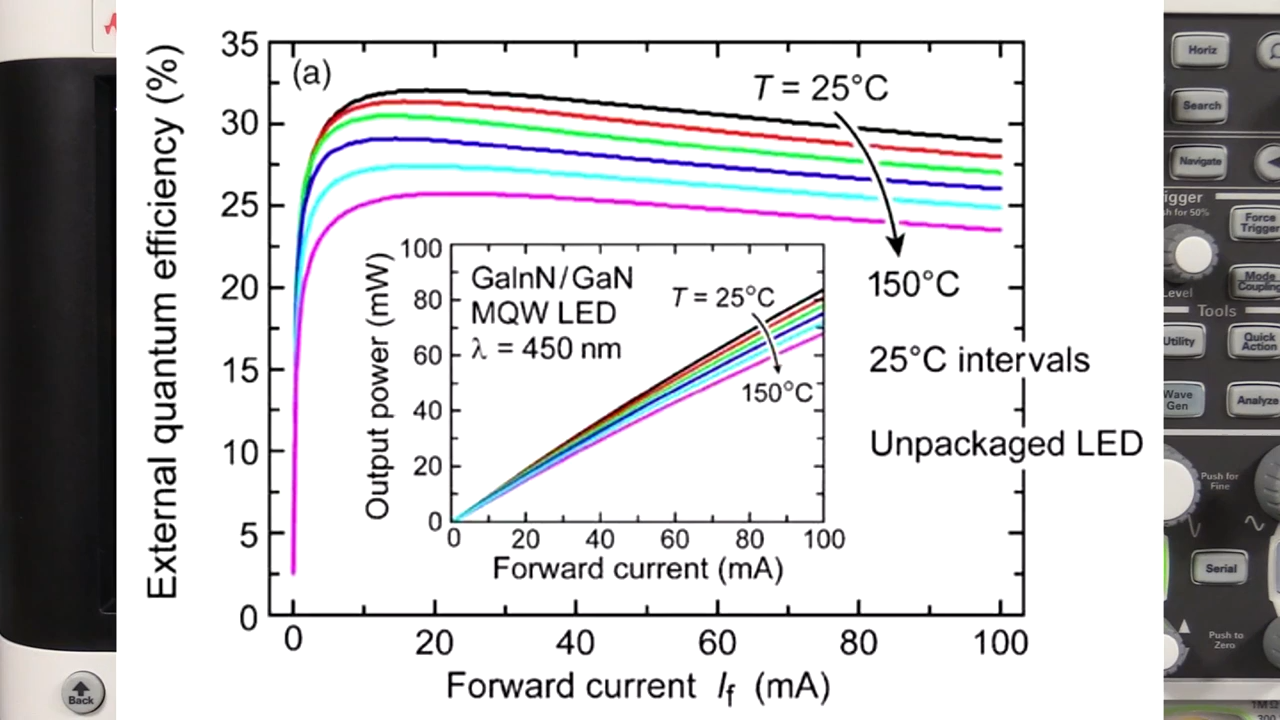 35
30
25
20
15
10
5
0
External quantum efficiency (%)
(a)
T = 25°C
150°C
25°C intervals
Unpackaged LED
100
80
60
40
20
0
Output power (mW)
GaInN/GaN
MQW LED
λ = 450 nm
T = 25°C
150°C
0 20 40 60 80 100
Forward current (mA)
0 20 40 60 80 100
Forward current If (mA)
Back
Horiz
Search
Navigate
Force
Trigger
Level
Mode
Tools
Utility
Quick
Action
Wave
Gen
Analyze
Push for
Fine
Serial
Push to
Zero